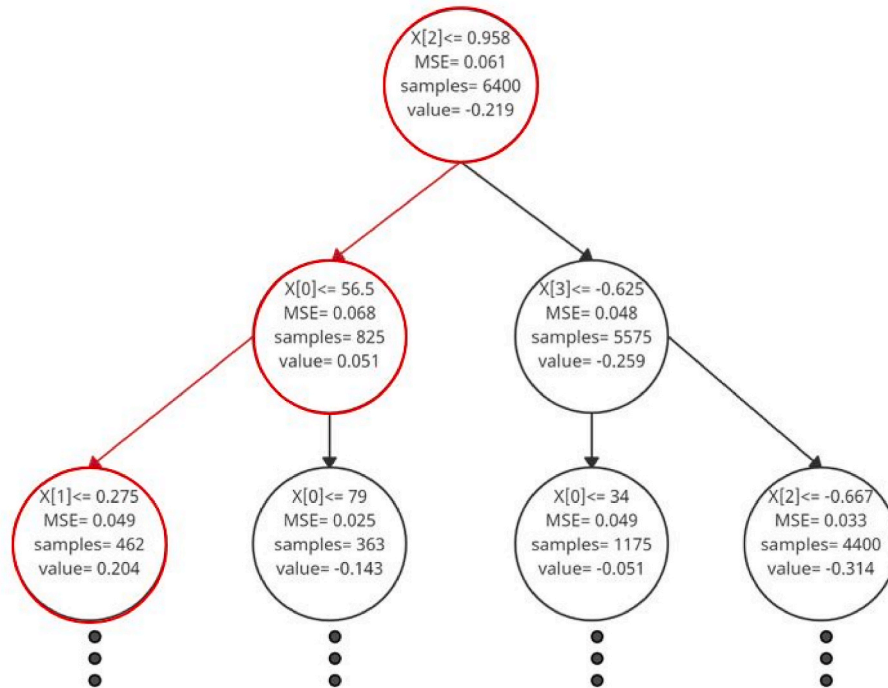 X[2]<= 0.958
MSE= 0.061
samples= 6400
value= -0.219
X[0]<= 56.5
MSE= 0.068
samples= 825
value= 0.051
X[3]<= -0.625
MSE= 0.048
samples= 5575
value= -0.259
X[1]<= 0.275
MSE= 0.049
samples= 462
value= 0.204
X[0]<= 79
MSE= 0.025
samples= 363
value= -0.143
X[0]<= 34
MSE= 0.049
samples= 1175
value= -0.051
X[2]<= -0.667
MSE= 0.033
samples= 4400
value= -0.314